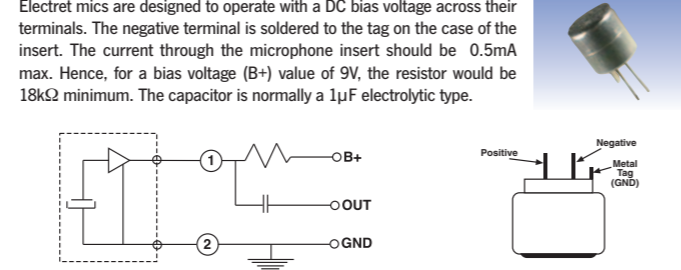 Electret mics are designed to operate with a DC bias voltage across their
terminals. The negative terminal is soldered to the tag on the case of the
insert. The current through the microphone insert should be 0.5mA
max. Hence, for a bias voltage (B+) value of 9V, the resistor would be
18kΩ minimum. The capacitor is normally a 1µF electrolytic type.
1
B+
OUT
2
GND
Positive
Negative
Metal
Tag
(GND)